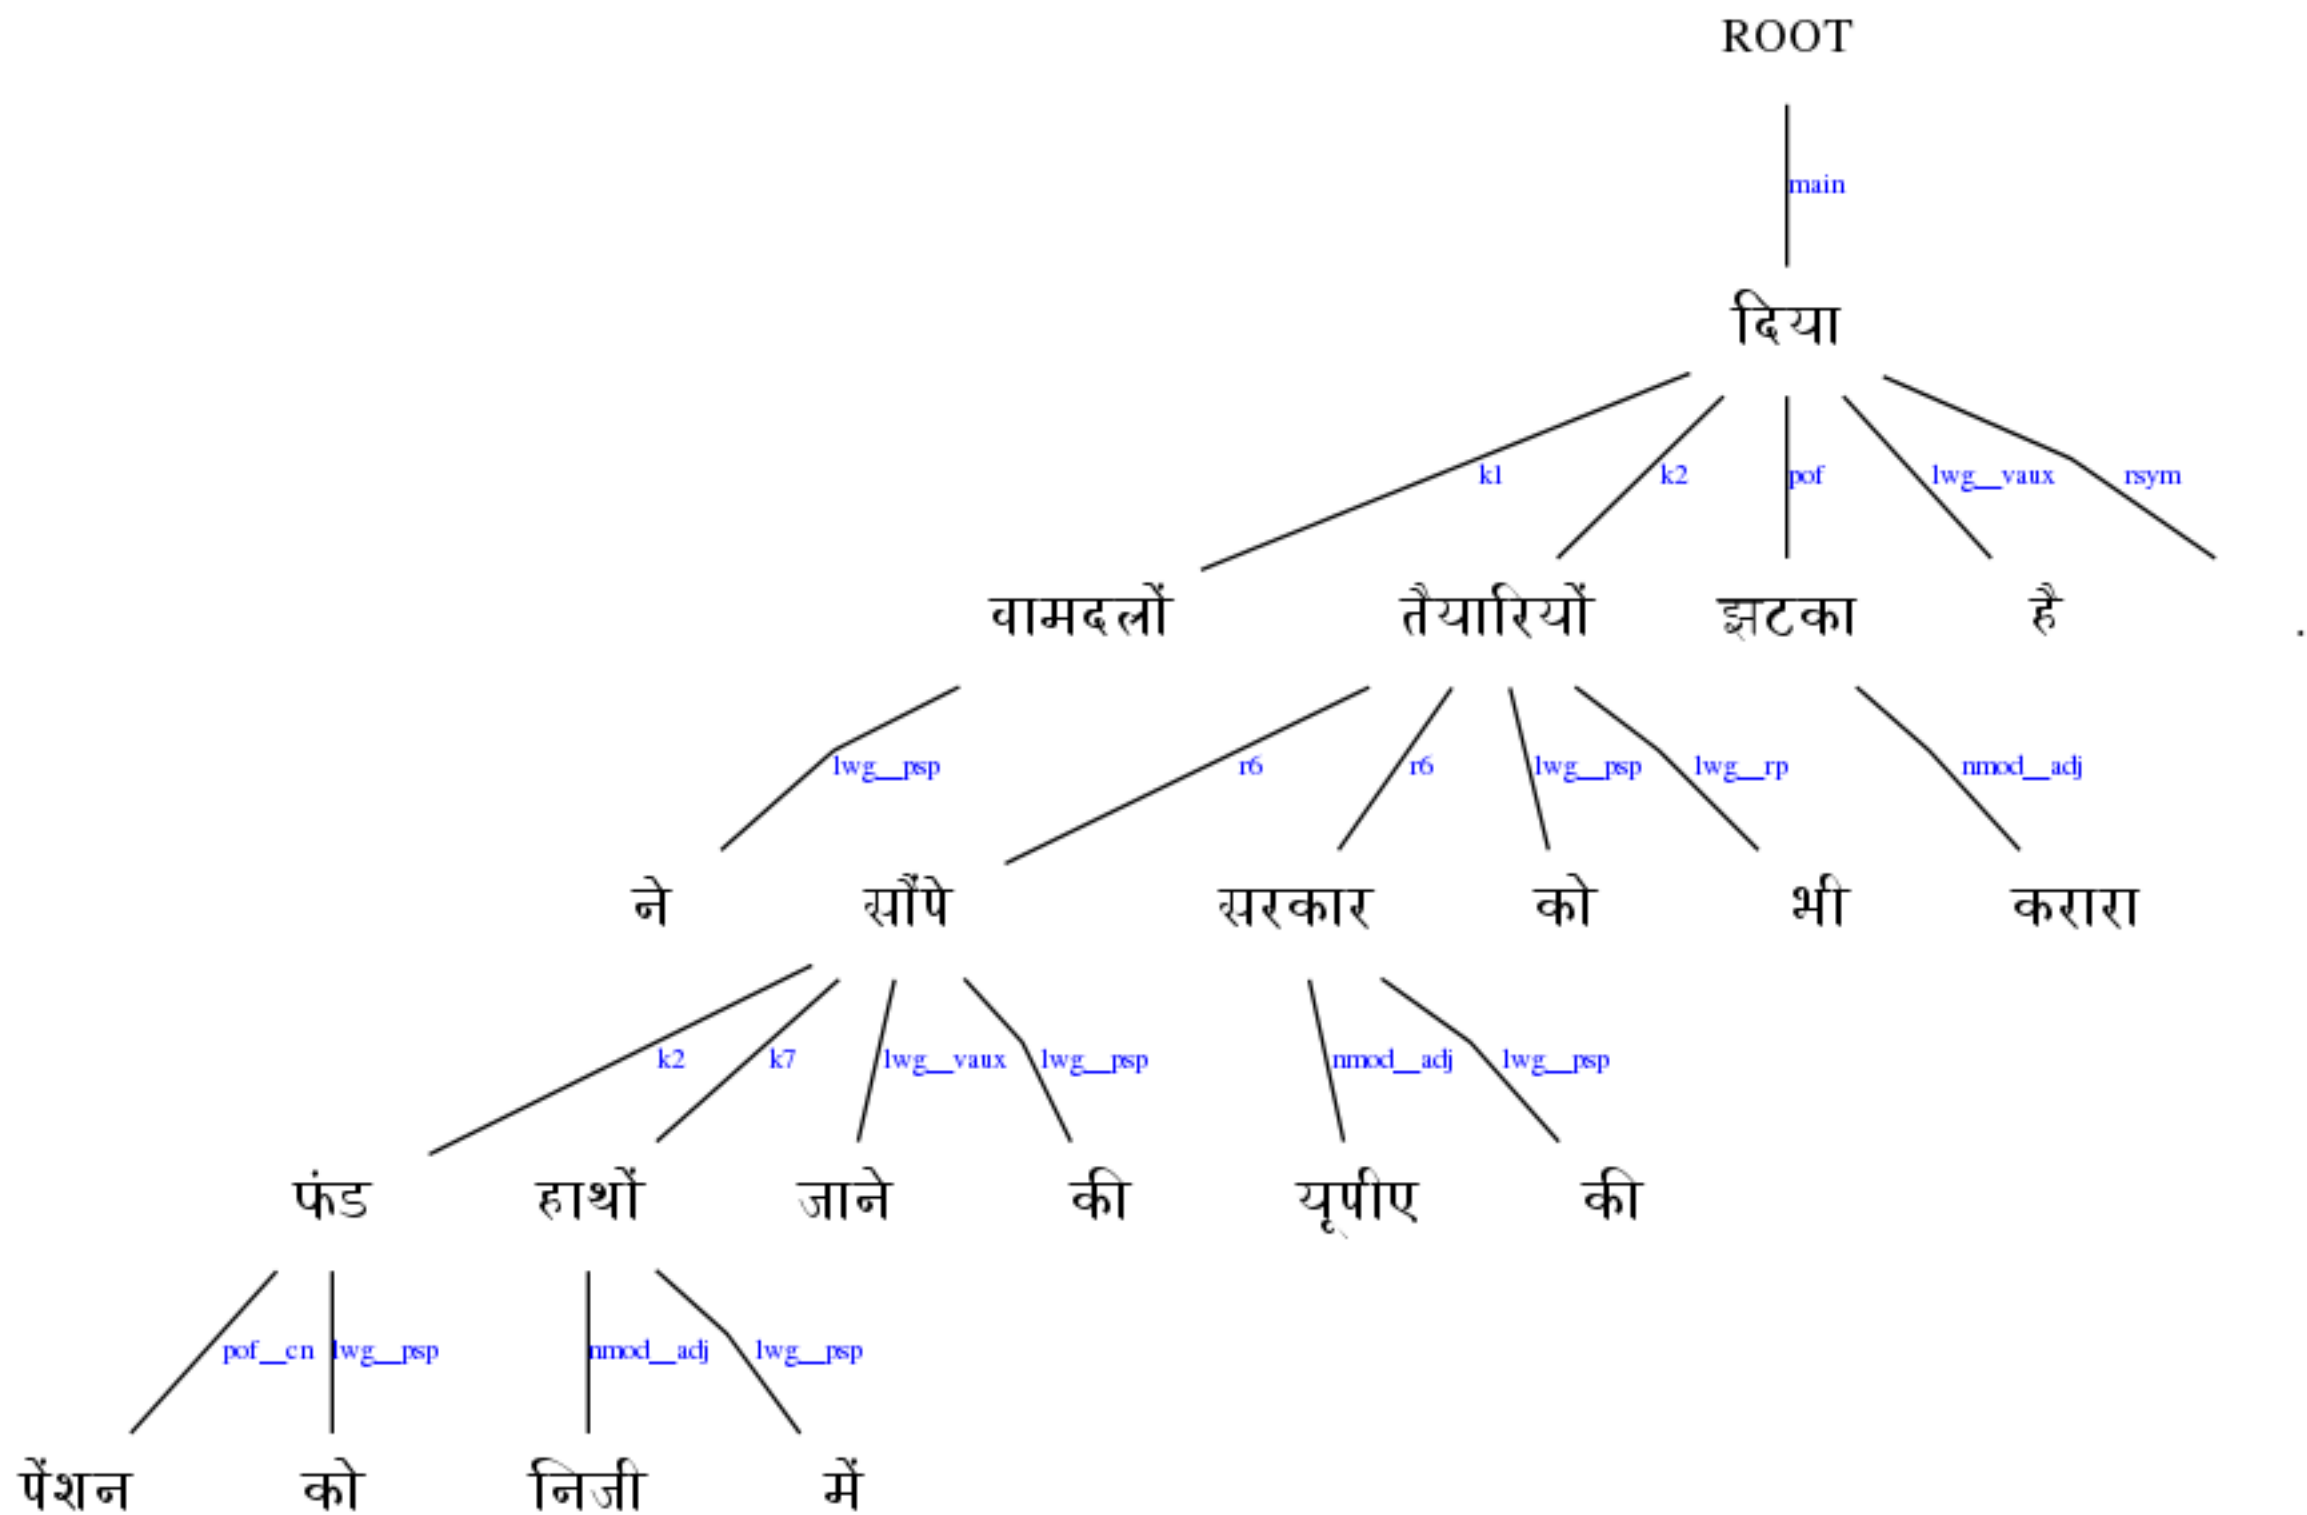 ROOT
main
दिया
k1 k2 pof lwg__vaux rsym
वामदलों तैयारियों झटका है .
lwg__psp r6 r6 lwg__psp lwg__rp nmod__adj
ने सौंपे सरकार को भी करारा
k2 k7 lwg__vaux lwg__psp nmod__adj lwg__psp
फंड हाथों जाने की यूपीए की
pof__cn lwg__psp nmod__adj lwg__psp
पेंशन को निजी में